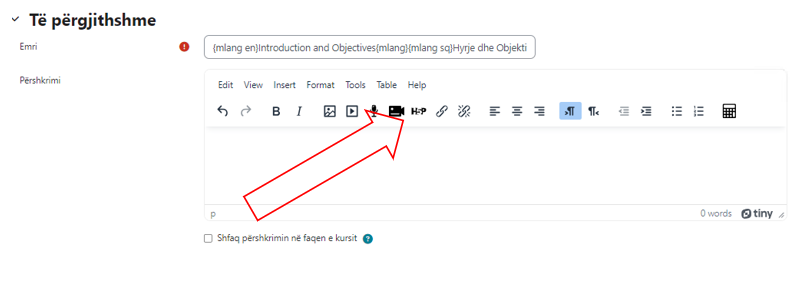 Të përgjithshme
Emri
{mlang en}Introduction and Objectives{mlang}{mlang sq}Hyrje dhe Objekti
Përshkrimi
Edit View Insert Format Tools Table Help
B I H-P
p 0 words tiny
Shfaq përshkrimin në faqen e kursit